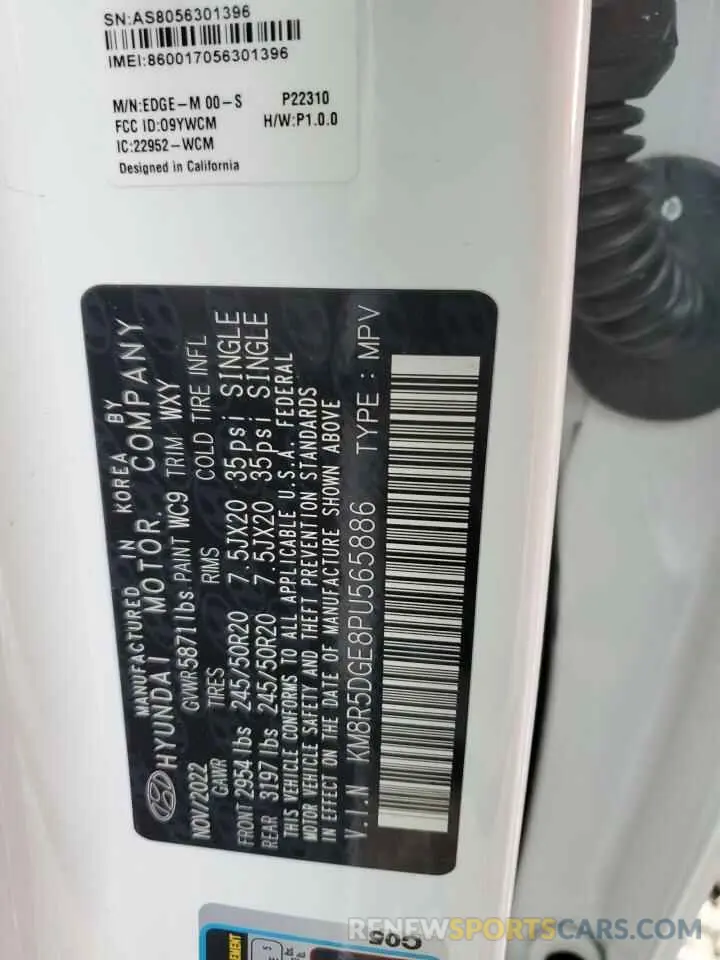 SN:AS8056301396
IMEI:860017056301396
M/N:EDGE-M 00-S P22310
FCC ID:O9YWCM H/W:P1.0.0
IC:22952-WCM
Designed in California
MANUFACTURED IN KOREA BY
HYUNDAI MOTOR COMPANY
GVWR5871lbs.PAINT WC9 TRIM WXY
NOV/2022
GAWR TIRES RIMS COLD TIRE INFL
FRONT 2954 lbs 245/50R20 7.5JX20 35psi SINGLE
REAR 3197 lbs 245/50R20 7.5JX20 35psi SINGLE
THIS VEHICLE CONFORMS TO ALL APPLICABLE U.S.A. FEDERAL
MOTOR VEHICLE SAFETY AND THEFT PREVENTION STANDARDS
IN EFFECT ON THE DATE OF MANUFACTURE SHOWN ABOVE
V.I.N KM8R5DGE8PU565886 TYPE : MPV
C05
RENEWSPORTSCARS.COM